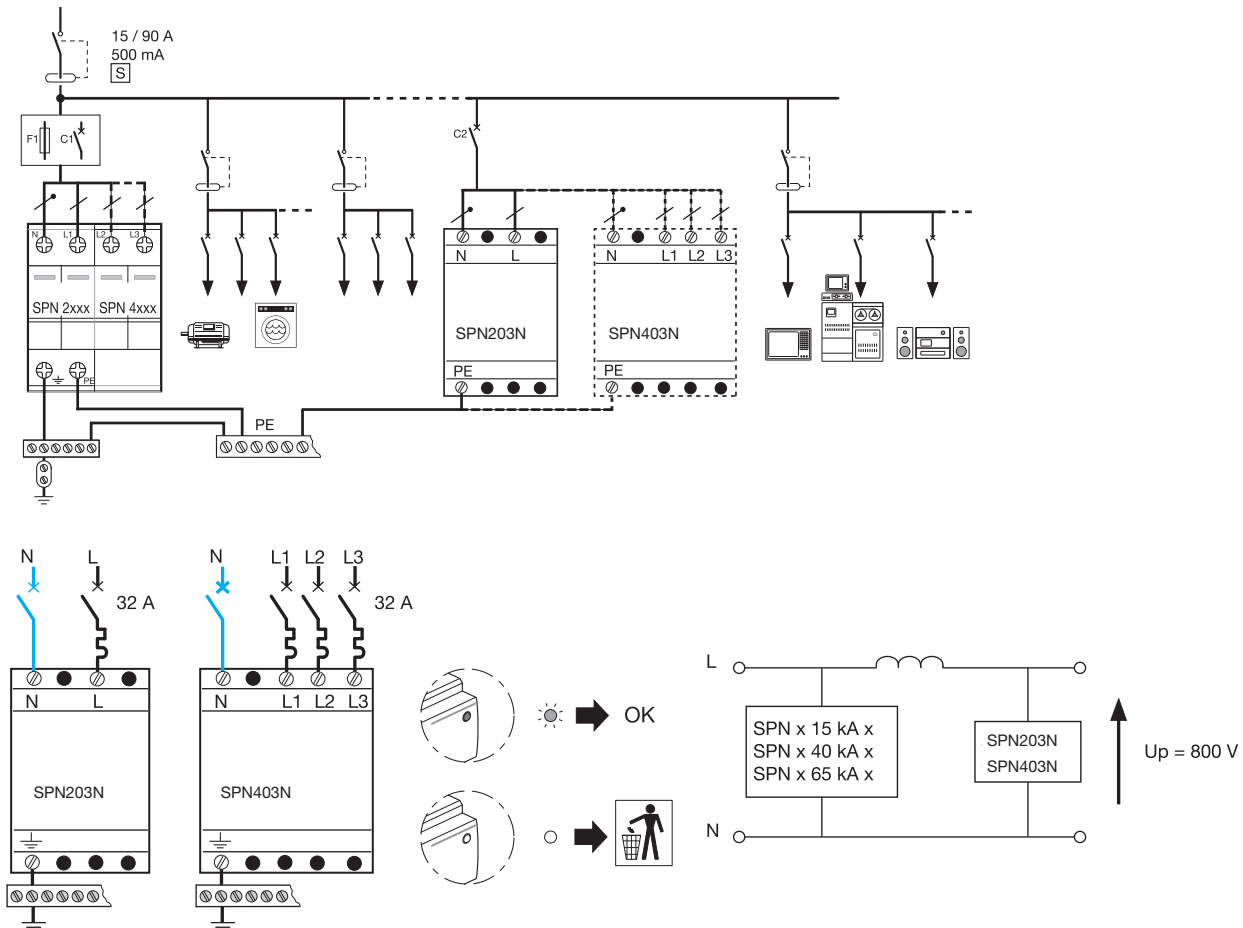 15 / 90 A
500 mA
S
F1 C1
C2
N L1 L2 L3
SPN 2xxx SPN 4xxx
PE
N L
SPN203N
PE
N L1 L2 L3
SPN403N
PE
PE
N L
32 A
N L
SPN203N
N L1 L2 L3
32 A
N L1 L2 L3
SPN403N
OK
L
SPN x 15 kA x
SPN x 40 kA x
SPN x 65 kA x
SPN203N
SPN403N
Up = 800 V
N